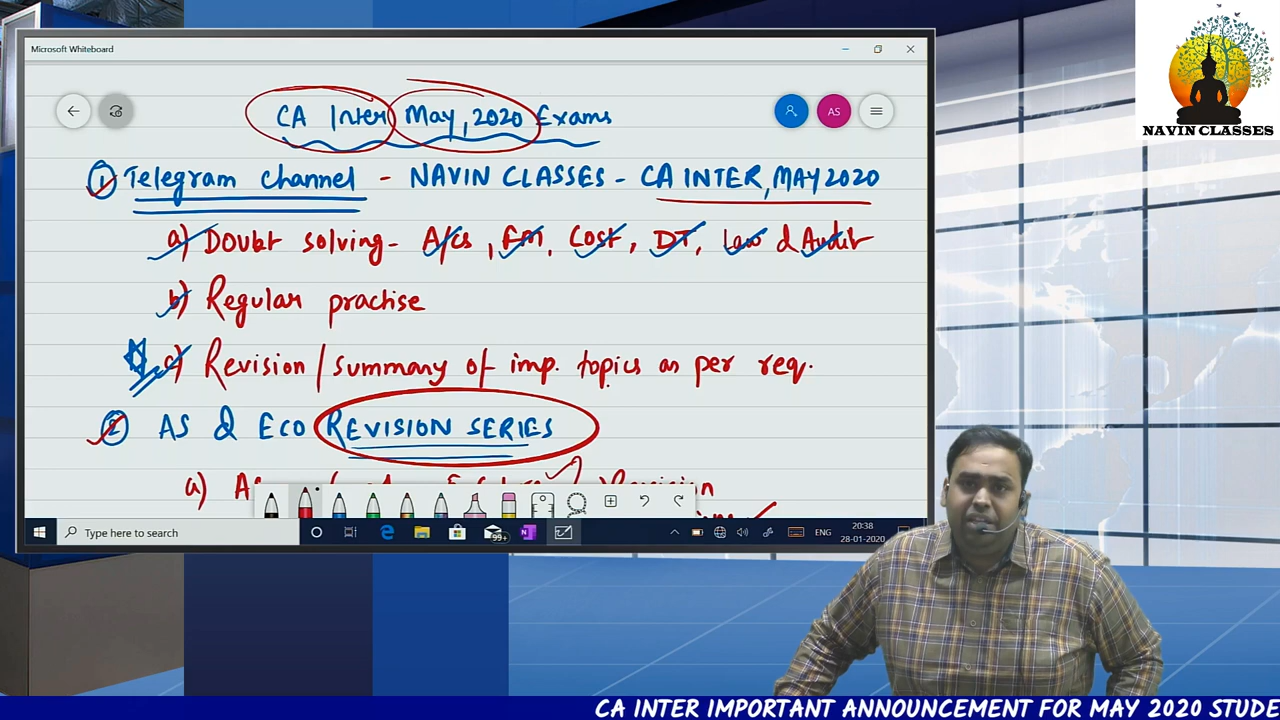 Microsoft Whiteboard
NAVIN CLASSES
CA Inter May, 2020 Exams
AS
① Telegram channel - NAVIN CLASSES - CA INTER, MAY 2020
a) Doubt solving - A/cs, FM, Cost, DT, Law & Audit
b) Regular practise
c) Revision / summary of imp. topics as per req.
② AS & Eco REVISION SERIES
a) Revision
Type here to search
99+
ENG
20:38
28-01-2020
CA INTER IMPORTANT ANNOUNCEMENT FOR MAY 2020 STUDE